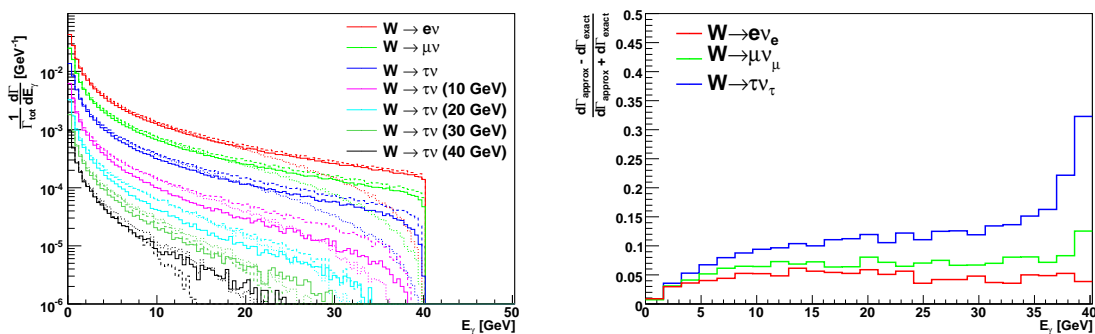 1/Γtot dΓ/dEγ [GeV⁻¹]
10⁻²
10⁻³
10⁻⁴
10⁻⁵
10⁻⁶
W → eν
W → μν
W → τν
W → τν (10 GeV)
W → τν (20 GeV)
W → τν (30 GeV)
W → τν (40 GeV)
0 10 20 30 40 50
Eγ [GeV]
dΓapprox - dΓexact
dΓapprox + dΓexact
0.5
0.45
0.4
0.35
0.3
0.25
0.2
0.15
0.1
0.05
0
W→eνe
W→μνμ
W→τντ
0 5 10 15 20 25 30 35 40
Eγ [GeV]